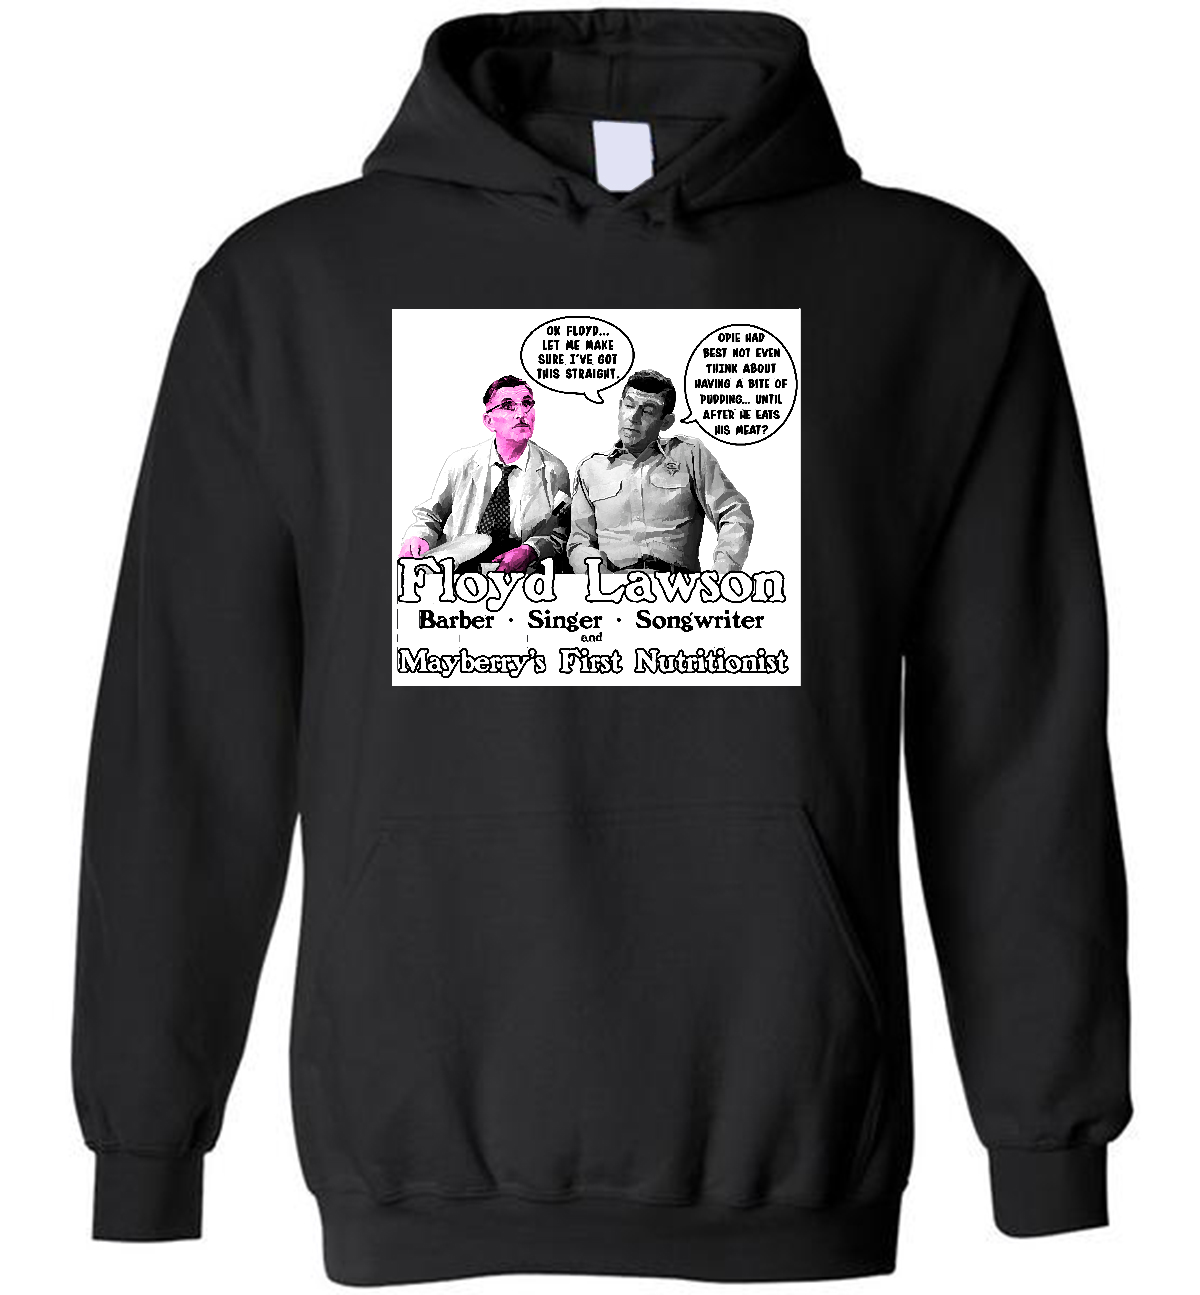 OK FLOYD...
LET ME MAKE
SURE I'VE GOT
THIS STRAIGHT.
OPIE HAD
BEST NOT EVEN
THINK ABOUT
HAVING A BITE OF
PUDDING... UNTIL
AFTER HE EATS
HIS MEAT?
Floyd Lawson
Barber · Singer · Songwriter
and
Mayberry's First Nutritionist